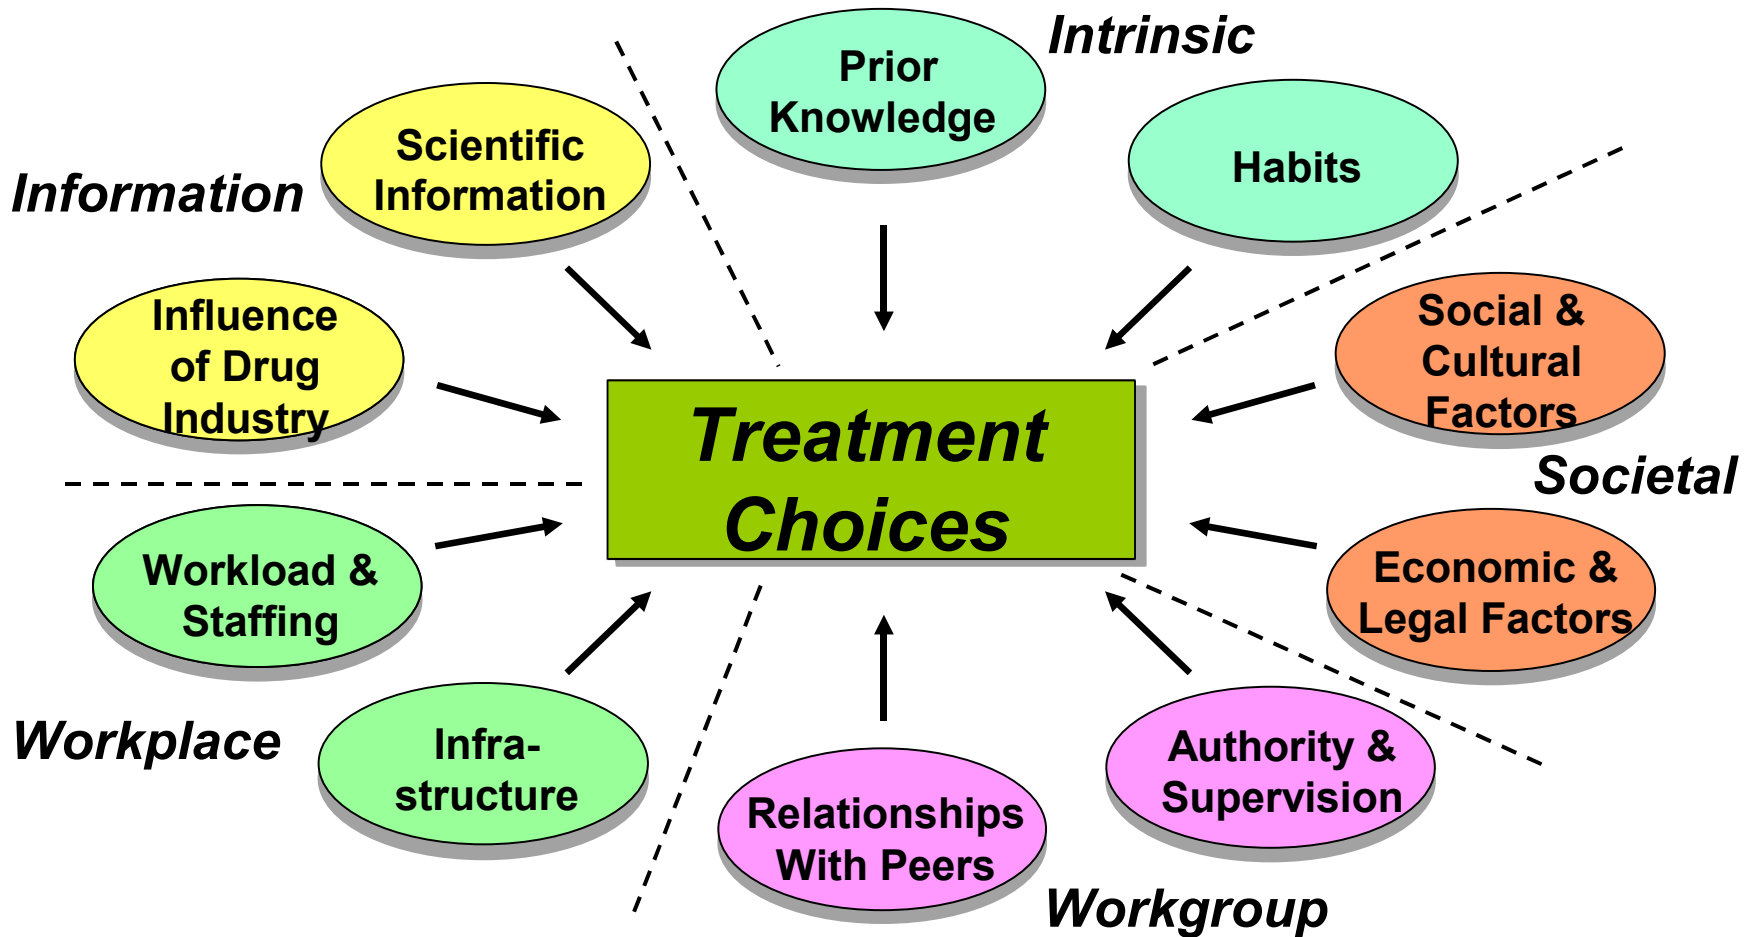 Intrinsic
Prior
Knowledge
Habits
Scientific
Information
Information
Influence
of Drug
Industry
Social &
Cultural
Factors
Societal
Treatment
Choices
Workload &
Staffing
Economic &
Legal Factors
Workplace
Infra-
structure
Authority &
Supervision
Relationships
With Peers
Workgroup